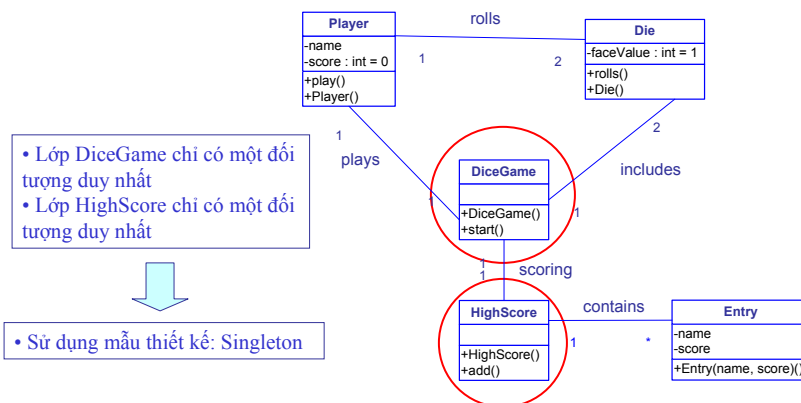 rolls
Player
-name
-score : int = 0
+play()
+Player()
1
2
Die
-faceValue : int = 1
+rolls()
+Die()
• Lớp DiceGame chỉ có một đối
tượng duy nhất
• Lớp HighScore chỉ có một đối
tượng duy nhất
1
plays
1
2
includes
1
DiceGame
+DiceGame()
+start()
1
1
scoring
• Sử dụng mẫu thiết kế: Singleton
HighScore
+HighScore()
+add()
1
contains
*
Entry
-name
-score
+Entry(name, score)()